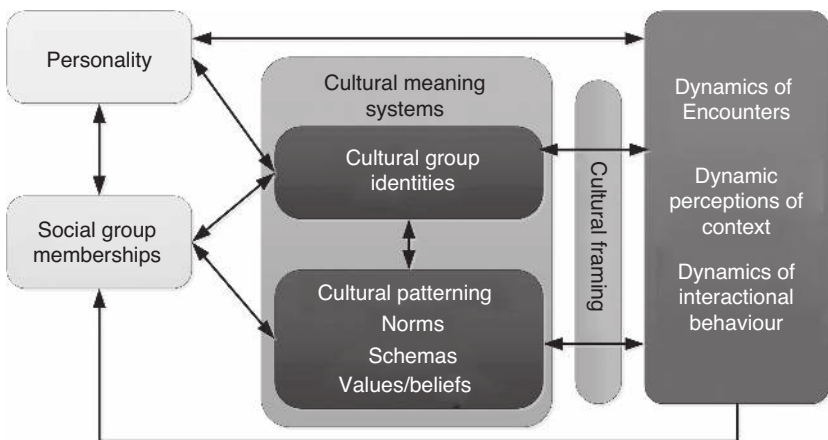 Personality
Social group
memberships
Cultural meaning
systems
Cultural group
identities
Cultural patterning
Norms
Schemas
Values/beliefs
Cultural framing
Dynamics of
Encounters
Dynamic
perceptions of
context
Dynamics of
interactional
behaviour